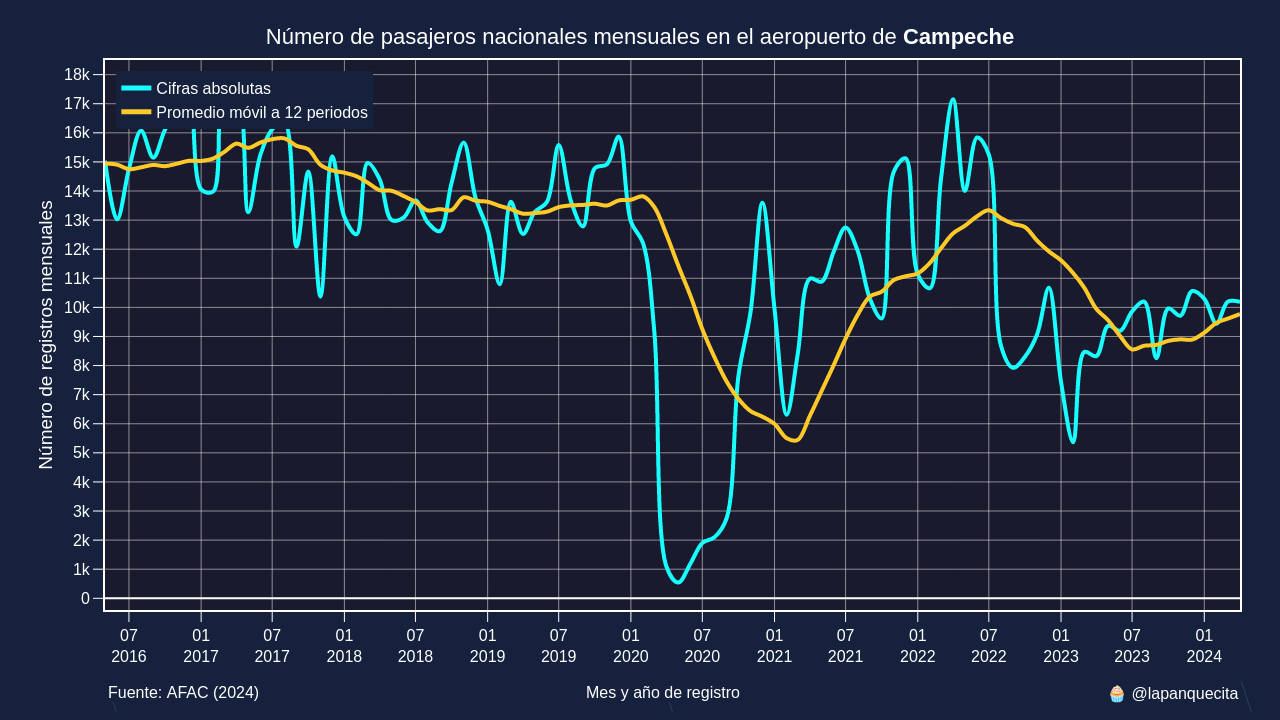 Número de pasajeros nacionales mensuales en el aeropuerto de Campeche
Cifras absolutas
Promedio móvil a 12 periodos
Número de registros mensuales
18k
17k
16k
15k
14k
13k
12k
11k
10k
9k
8k
7k
6k
5k
4k
3k
2k
1k
0
07 01 07 01 07 01 07 01 07 01 07 01 07 01 07 01
2016 2017 2017 2018 2018 2019 2019 2020 2020 2021 2021 2022 2022 2023 2023 2024
Fuente: AFAC (2024)
Mes y año de registro
🧁 @lapanquecita